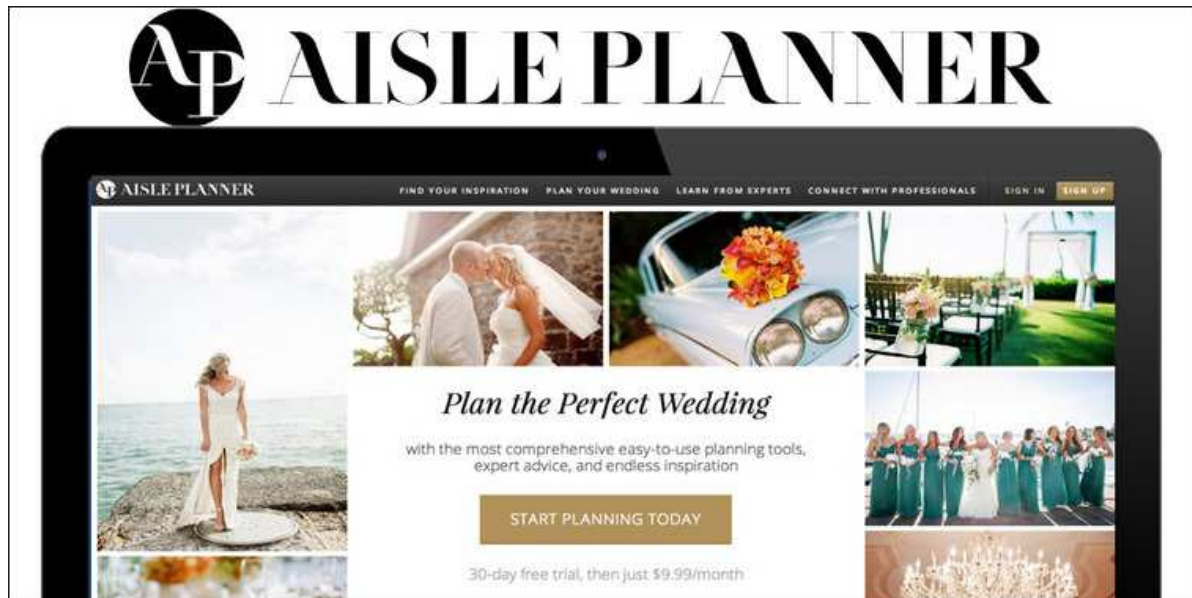 AP AISLE PLANNER
AP AISLE PLANNER FIND YOUR INSPIRATION PLAN YOUR WEDDING LEARN FROM EXPERTS CONNECT WITH PROFESSIONALS SIGN IN SIGN UP
Plan the Perfect Wedding
with the most comprehensive easy-to-use planning tools,
expert advice, and endless inspiration
START PLANNING TODAY
30-day free trial, then just $9.99/month